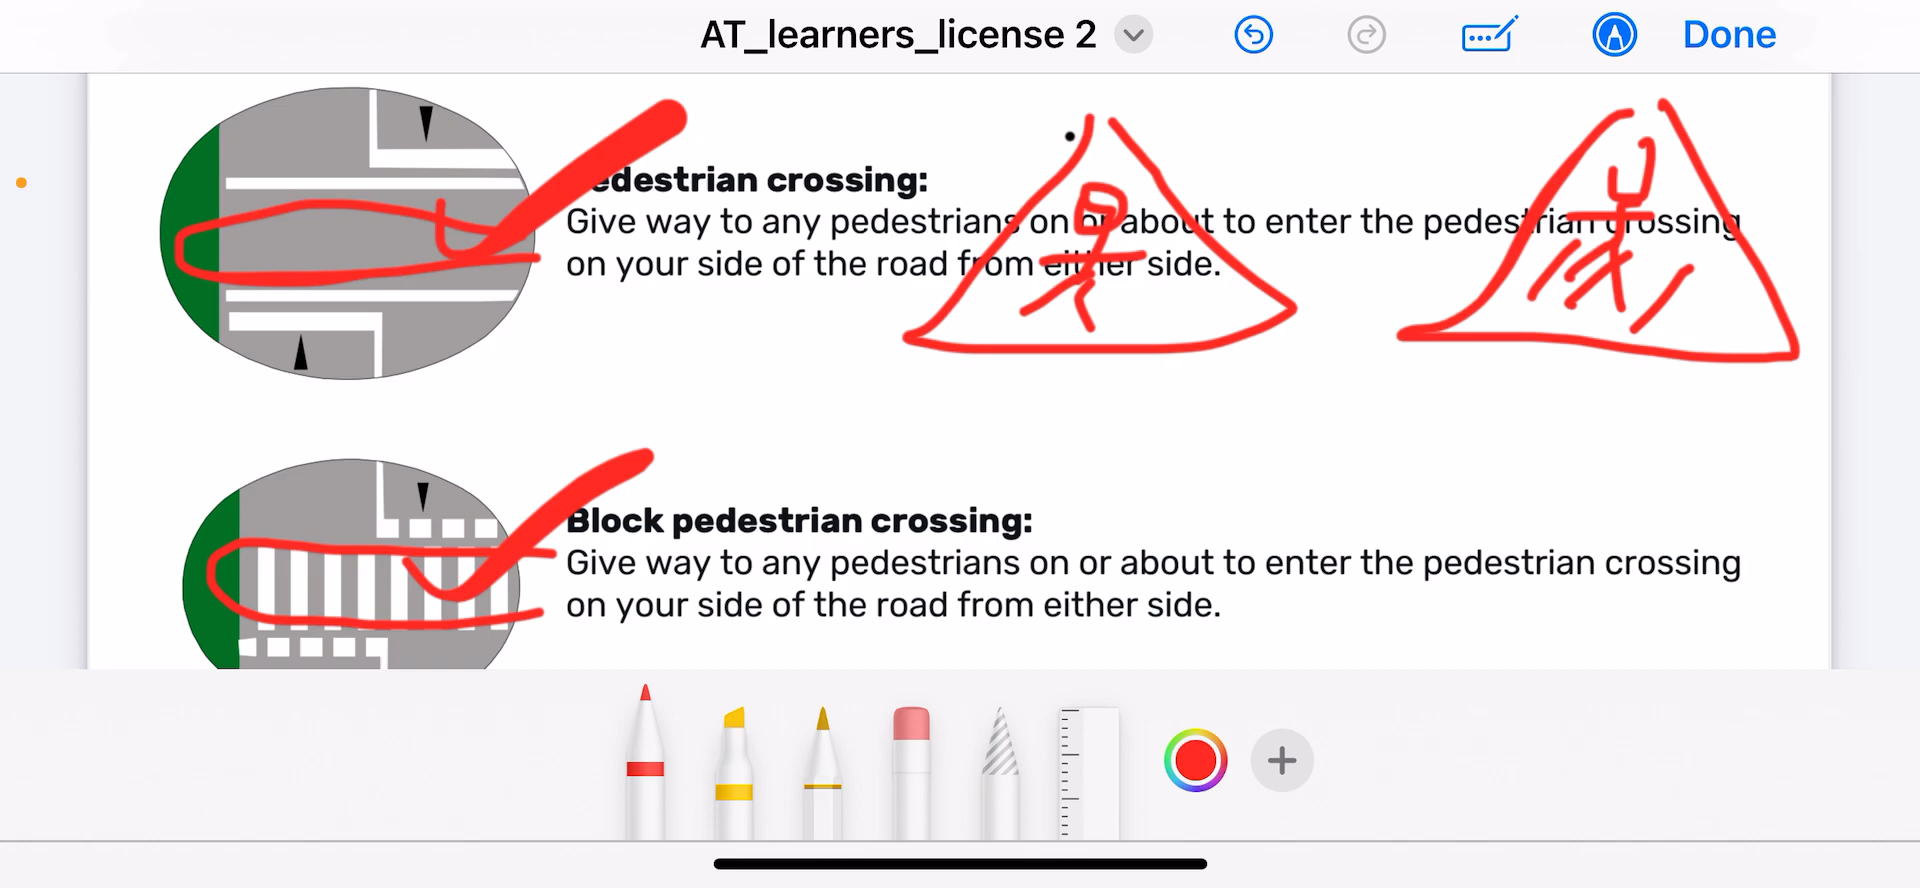 AT_learners_license 2
Done
Pedestrian crossing:
Give way to any pedestrians on or about to enter the pedestrian crossing
on your side of the road from either side.
Block pedestrian crossing:
Give way to any pedestrians on or about to enter the pedestrian crossing
on your side of the road from either side.